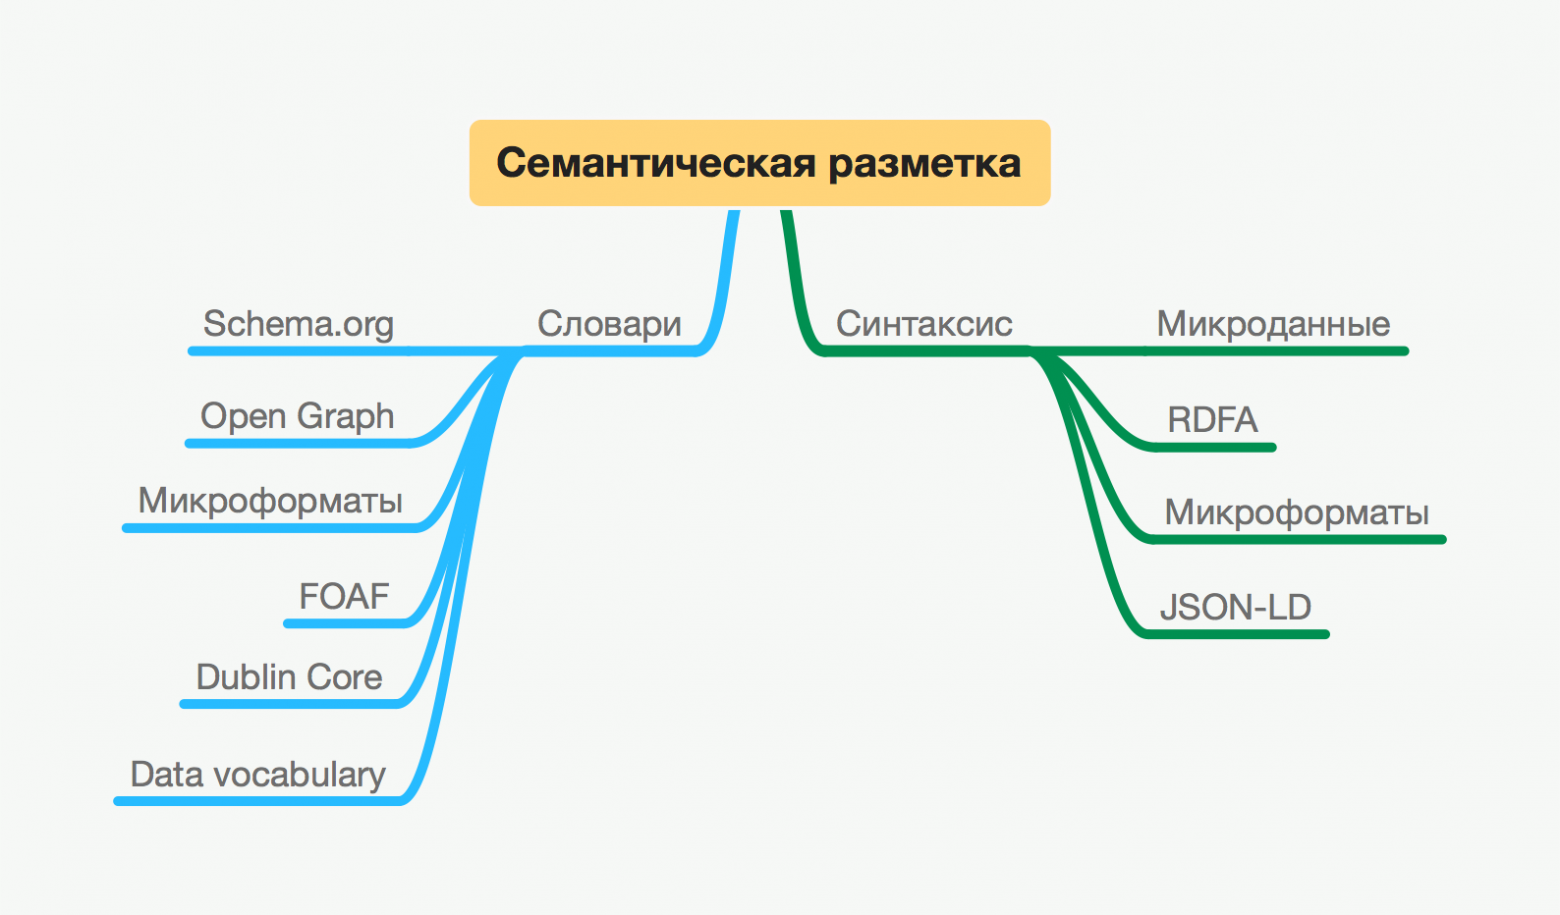 Семантическая разметка
Словари
Schema.org
Open Graph
Микроформаты
FOAF
Dublin Core
Data vocabulary
Синтаксис
Микроданные
RDFA
Микроформаты
JSON-LD